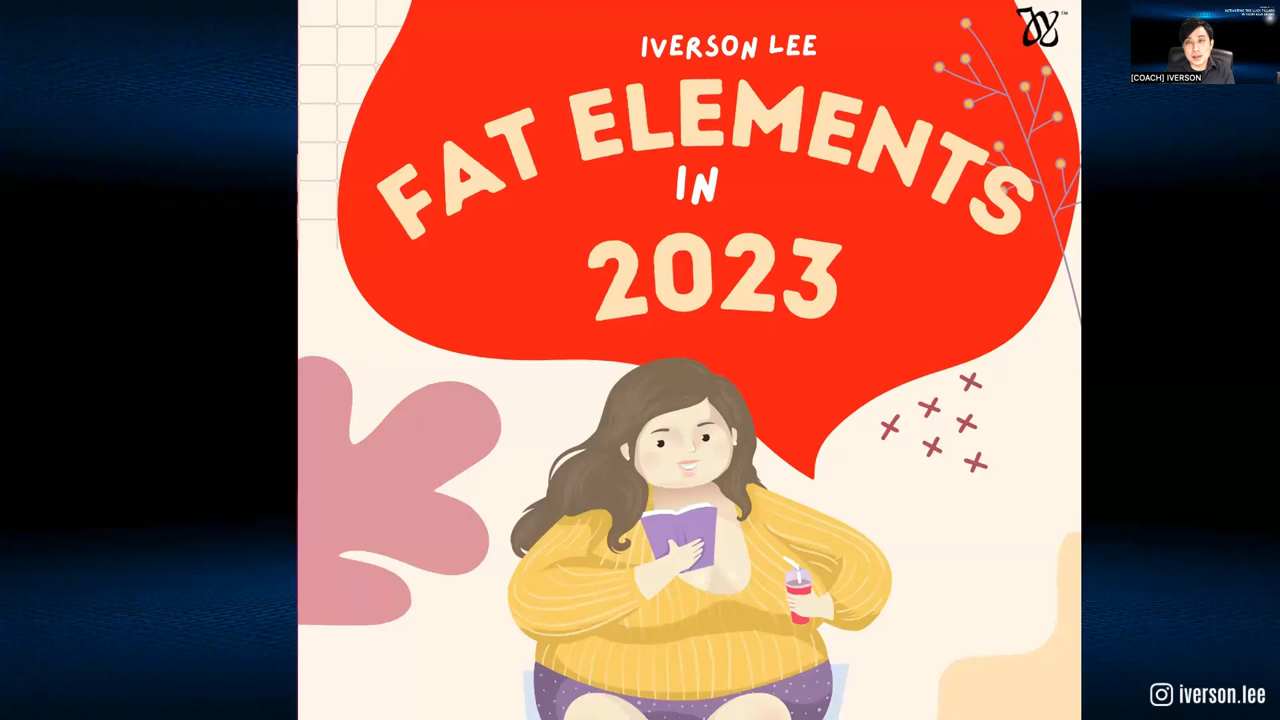 IVERSON LEE
FAT ELEMENTS
IN
2023
[COACH] IVERSON
iverson.lee